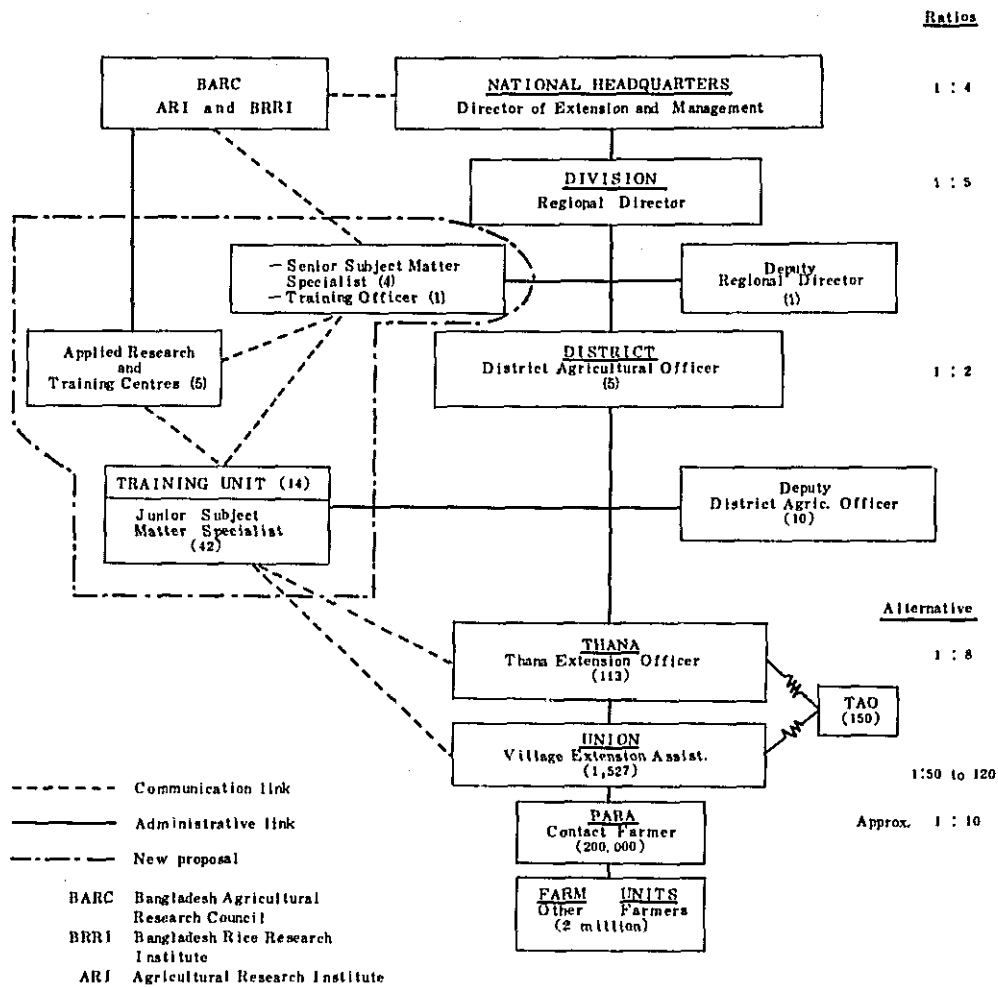 Ratios
BARC
ARI and BRRI
NATIONAL HEADQUARTERS
Director of Extension and Management
1 : 4
DIVISION
Regional Director
1 : 5
— Senior Subject Matter
Specialist (4)
— Training Officer (1)
Deputy
Regional Director
(1)
Applied Research
and
Training Centres (5)
DISTRICT
District Agricultural Officer
(5)
1 : 2
TRAINING UNIT (14)
Junior Subject
Matter Specialist
(42)
Deputy
District Agric. Officer
(10)
Alternative
THANA
Thana Extension Officer
(113)
1 : 8
TAO
(150)
UNION
Village Extension Assist.
(1,527)
1:50 to 120
PARA
Contact Farmer
(200,000)
Approx. 1 : 10
FARM UNITS
Other Farmers
(2 million)
Communication link
Administrative link
New proposal
BARC Bangladesh Agricultural
Research Council
BRRI Bangladesh Rice Research
Institute
ARI Agricultural Research Institute